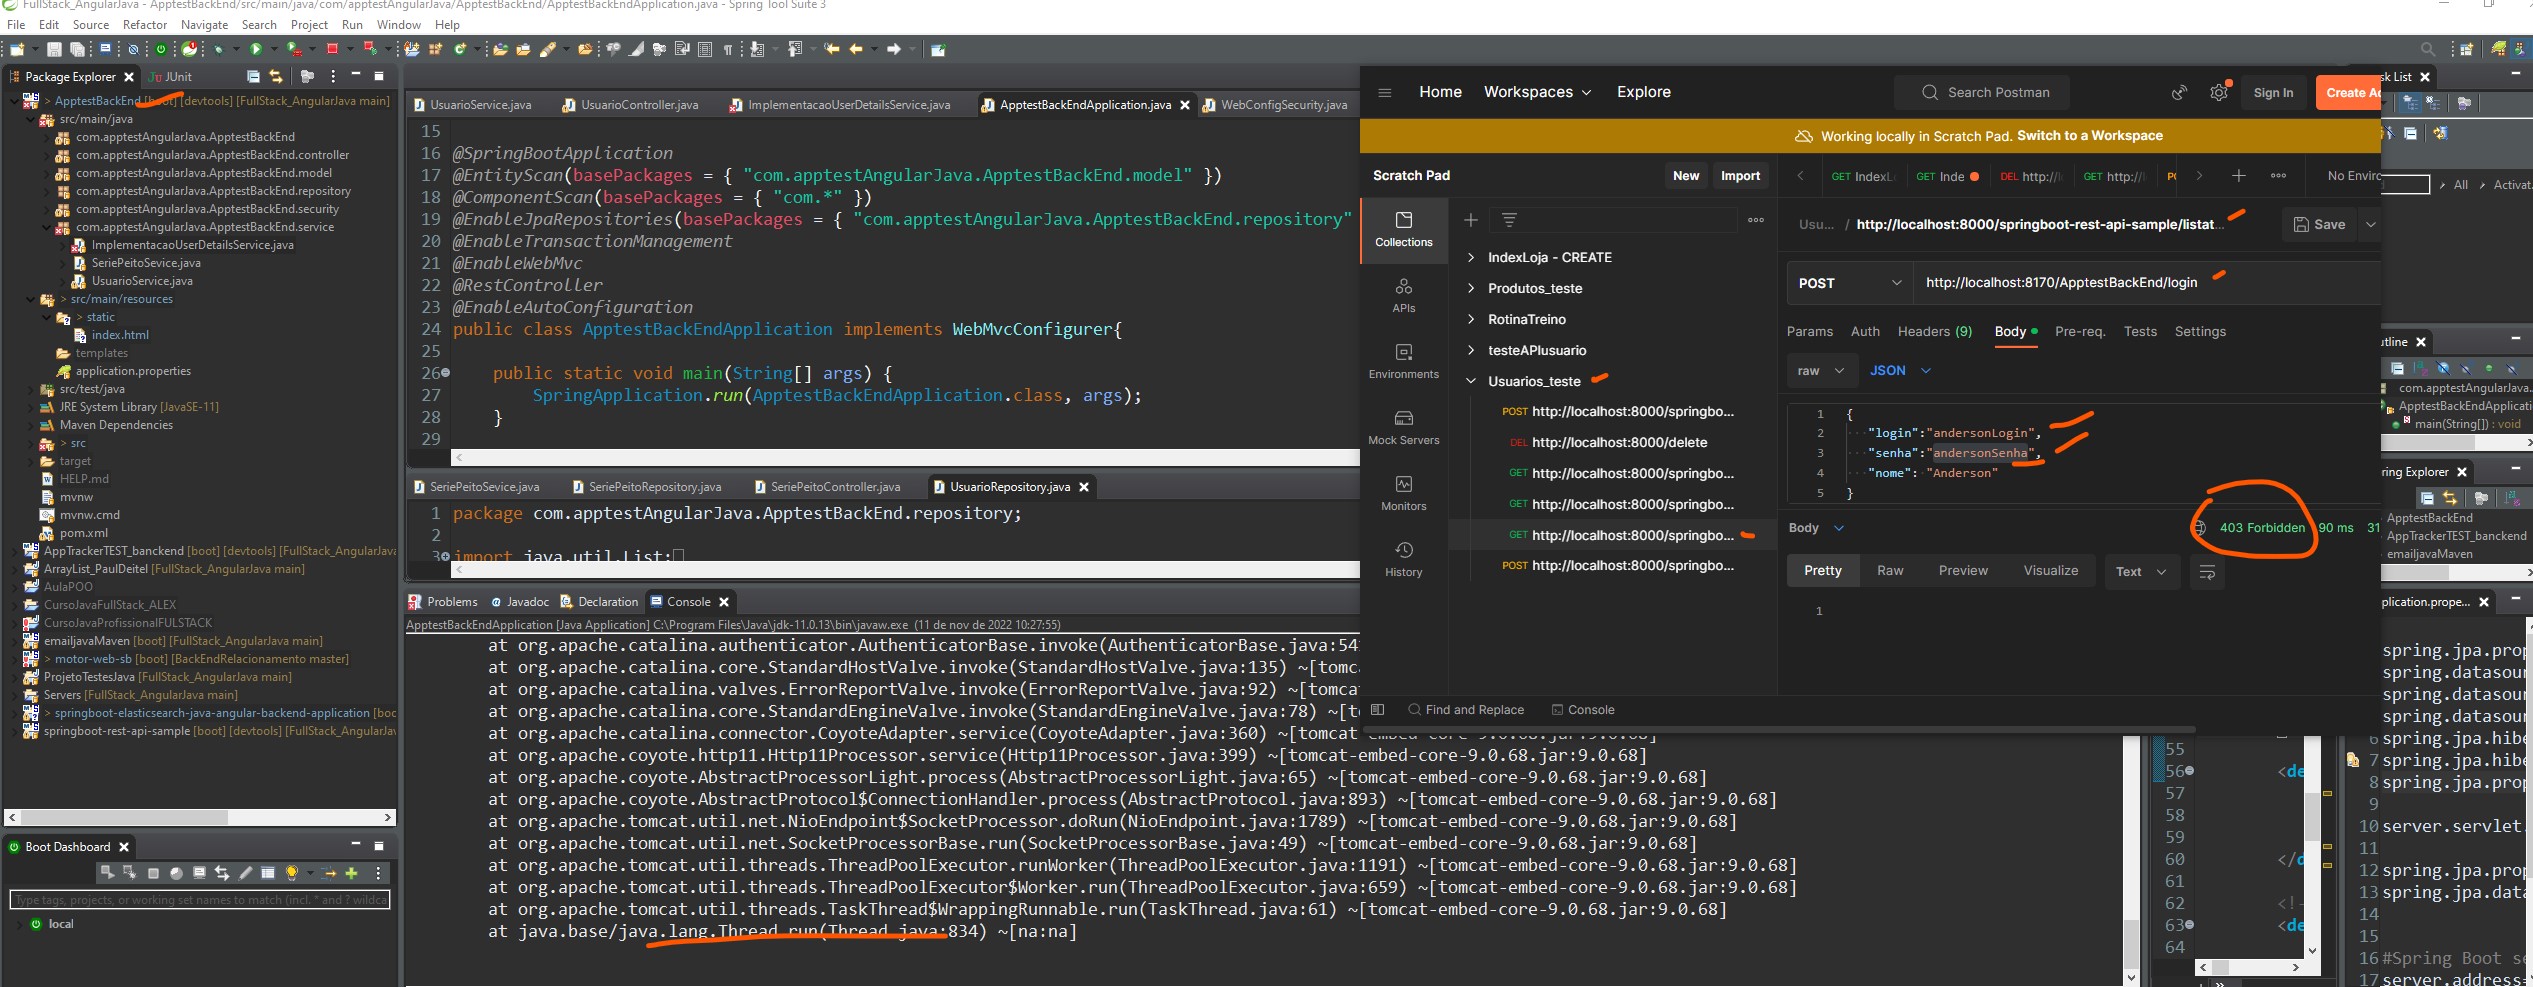 FullStack_AngularJava - ApptestBackEnd/src/main/java/com/apptestAngularJava/ApptestBackEnd/ApptestBackEndApplication.java - Spring Tool Suite 3
File Edit Source Refactor Navigate Search Project Run Window Help
Package Explorer
JUnit
> ApptestBackEnd [boot] [devtools] [FullStack_AngularJava main]
src/main/java
com.apptestAngularJava.ApptestBackEnd
com.apptestAngularJava.ApptestBackEnd.controller
com.apptestAngularJava.ApptestBackEnd.model
com.apptestAngularJava.ApptestBackEnd.repository
com.apptestAngularJava.ApptestBackEnd.security
com.apptestAngularJava.ApptestBackEnd.service
ImplementacaoUserDetailsService.java
SeriePeitoSevice.java
UsuarioService.java
> src/main/resources
> static
index.html
templates
application.properties
src/test/java
JRE System Library [JavaSE-11]
Maven Dependencies
> src
target
HELP.md
mvnw
mvnw.cmd
pom.xml
AppTrackerTEST_banckend [boot] [devtools] [FullStack_AngularJava
ArrayList_PaulDeitel [FullStack_AngularJava main]
AulaPOO
CursoJavaFullStack_ALEX
CursoJavaProfissionalFULSTACK
emailjavaMaven [boot] [FullStack_AngularJava main]
> motor-web-sb [boot] [BackEndRelacionamento master]
ProjetoTestesJava [FullStack_AngularJava main]
Servers [FullStack_AngularJava main]
> springboot-elasticsearch-java-angular-backend-application [boo
springboot-rest-api-sample [boot] [devtools] [FullStack_AngularJav
Boot Dashboard
Type tags, projects, or working set names to match (incl. * and ? wildca
local
UsuarioService.java
UsuarioController.java
ImplementacaoUserDetailsService.java
ApptestBackEndApplication.java
WebConfigSecurity.java
15
16 @SpringBootApplication
17 @EntityScan(basePackages = { "com.apptestAngularJava.ApptestBackEnd.model" })
18 @ComponentScan(basePackages = { "com.*" })
19 @EnableJpaRepositories(basePackages = { "com.apptestAngularJava.ApptestBackEnd.repository"
20 @EnableTransactionManagement
21 @EnableWebMvc
22 @RestController
23 @EnableAutoConfiguration
24 public class ApptestBackEndApplication implements WebMvcConfigurer{
25
26 public static void main(String[] args) {
27 SpringApplication.run(ApptestBackEndApplication.class, args);
28 }
29
SeriePeitoSevice.java
SeriePeitoRepository.java
SeriePeitoController.java
UsuarioRepository.java
1 package com.apptestAngularJava.ApptestBackEnd.repository;
2
3 import java.util.List;
Problems
Javadoc
Declaration
Console
ApptestBackEndApplication [Java Application] C:\Program Files\Java\jdk-11.0.13\bin\javaw.exe (11 de nov de 2022 10:27:55)
at org.apache.catalina.authenticator.AuthenticatorBase.invoke(AuthenticatorBase.java:541
at org.apache.catalina.core.StandardHostValve.invoke(StandardHostValve.java:135) ~[tomc
at org.apache.catalina.valves.ErrorReportValve.invoke(ErrorReportValve.java:92) ~[tomca
at org.apache.catalina.core.StandardEngineValve.invoke(StandardEngineValve.java:78) ~[t
at org.apache.catalina.connector.CoyoteAdapter.service(CoyoteAdapter.java:360) ~[tomcat-embed-core-9.0.68.jar:9.0.68]
at org.apache.coyote.http11.Http11Processor.service(Http11Processor.java:399) ~[tomcat-embed-core-9.0.68.jar:9.0.68]
at org.apache.coyote.AbstractProcessorLight.process(AbstractProcessorLight.java:65) ~[tomcat-embed-core-9.0.68.jar:9.0.68]
at org.apache.coyote.AbstractProtocol$ConnectionHandler.process(AbstractProtocol.java:893) ~[tomcat-embed-core-9.0.68.jar:9.0.68]
at org.apache.tomcat.util.net.NioEndpoint$SocketProcessor.doRun(NioEndpoint.java:1789) ~[tomcat-embed-core-9.0.68.jar:9.0.68]
at org.apache.tomcat.util.net.SocketProcessorBase.run(SocketProcessorBase.java:49) ~[tomcat-embed-core-9.0.68.jar:9.0.68]
at org.apache.tomcat.util.threads.ThreadPoolExecutor.runWorker(ThreadPoolExecutor.java:1191) ~[tomcat-embed-core-9.0.68.jar:9.0.68]
at org.apache.tomcat.util.threads.ThreadPoolExecutor$Worker.run(ThreadPoolExecutor.java:659) ~[tomcat-embed-core-9.0.68.jar:9.0.68]
at org.apache.tomcat.util.threads.TaskThread$WrappingRunnable.run(TaskThread.java:61) ~[tomcat-embed-core-9.0.68.jar:9.0.68]
at java.base/java.lang.Thread.run(Thread.java:834) ~[na:na]
Home Workspaces Explore
Search Postman
Sign In
Create Ac
Working locally in Scratch Pad. Switch to a Workspace
Scratch Pad
New
Import
GET IndexL
GET Inde
DEL http://l
GET http://l
No Enviro
Collections
APIs
Environments
Mock Servers
Monitors
History
IndexLoja - CREATE
Produtos_teste
RotinaTreino
testeAPIusuario
Usuarios_teste
POST http://localhost:8000/springbo...
DEL http://localhost:8000/delete
GET http://localhost:8000/springbo...
GET http://localhost:8000/springbo...
GET http://localhost:8000/springbo...
POST http://localhost:8000/springbo...
Usu... / http://localhost:8000/springboot-rest-api-sample/listat...
Save
POST
http://localhost:8170/ApptestBackEnd/login
Params Auth Headers (9) Body Pre-req. Tests Settings
raw
JSON
1 {
2 "login":"andersonLogin",
3 "senha":"andersonSenha",
4 "nome": "Anderson"
5 }
Body
403 Forbidden
90 ms
31
Pretty Raw Preview Visualize Text
1
Find and Replace
Console
sk List
All
Activat.
utline
com.apptestAngularJava.
ApptestBackEndApplicati
main(String[]) : void
ring Explorer
ApptestBackEnd
AppTrackerTEST_banckend
emailjavaMaven
plication.prope...
spring.jpa.prop
spring.datasour
spring.datasour
spring.datasour
6 spring.jpa.hibe
7 spring.jpa.hibe
8 spring.jpa.prop
9
10 server.servlet.
11
12 spring.jpa.prop
13 spring.jpa.data
14
15
16 #Spring Boot se
17 server.address=
55
56 <de
57
58
59
60 </d
61
62 <!-
63 <de
64